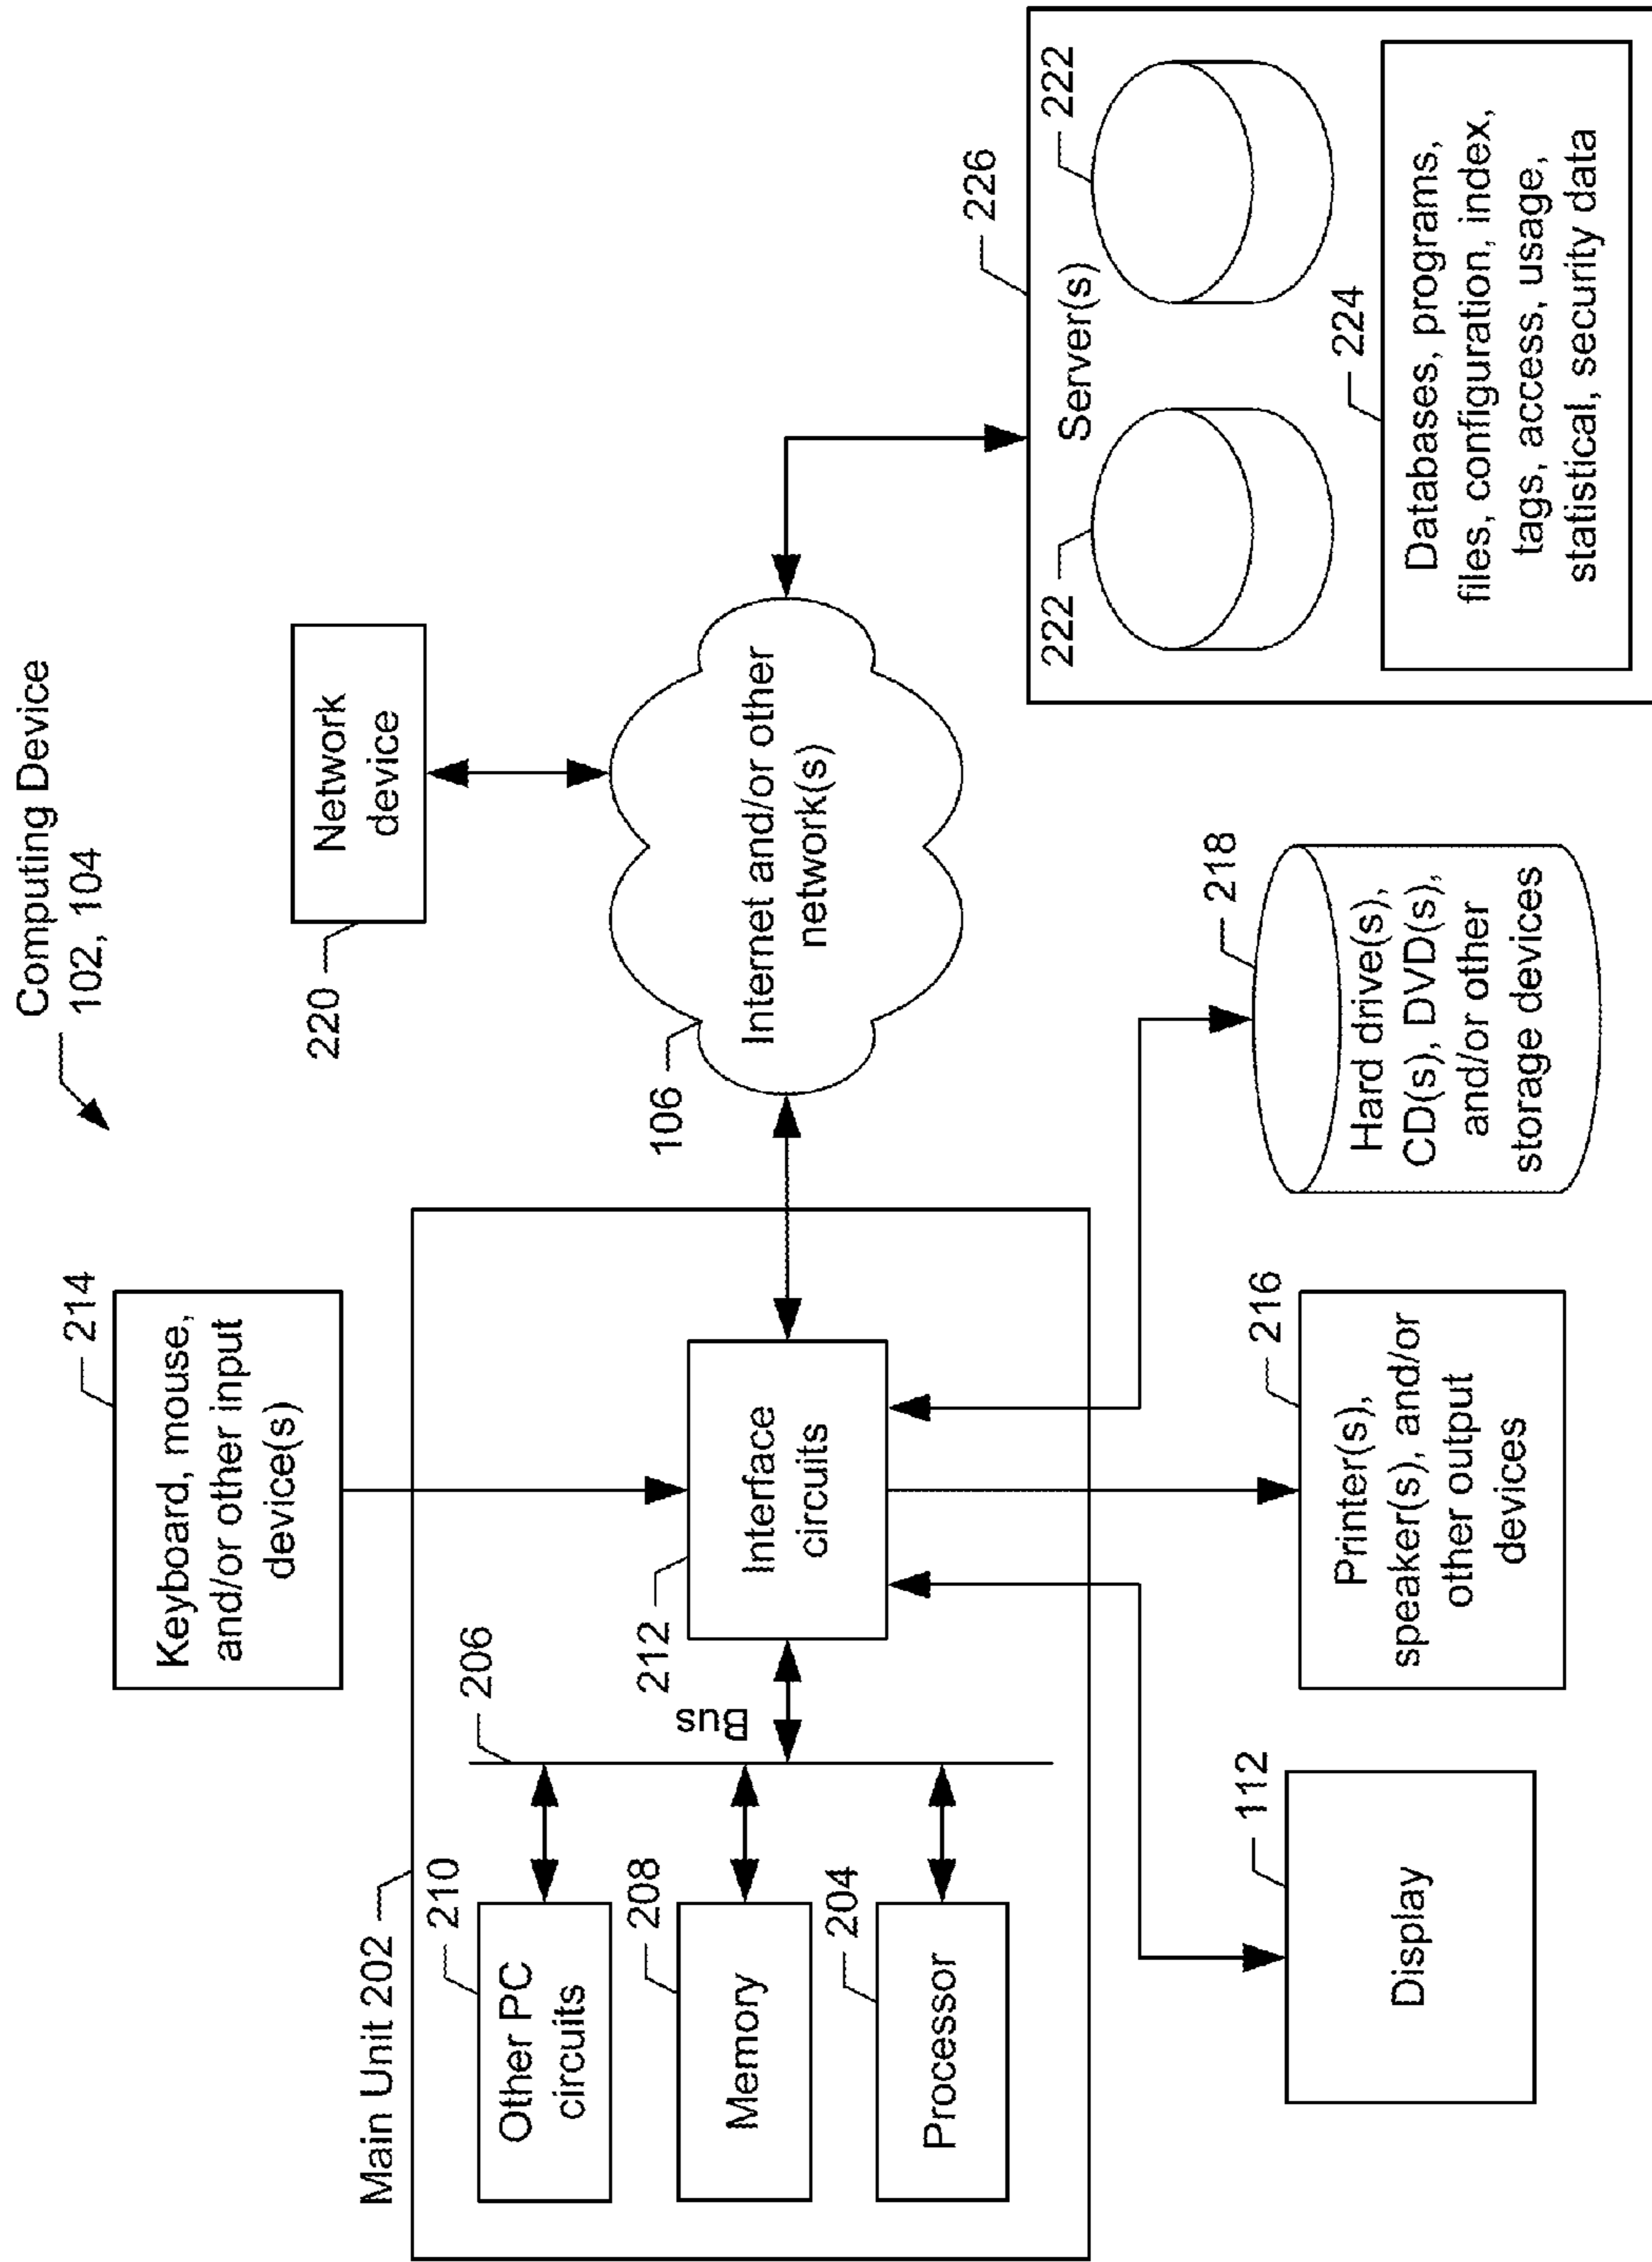 Computing Device
102, 104
Main Unit 202
210
Other PC
circuits
208
Memory
204
Processor
206
Bus
212
Interface
circuits
214
Keyboard, mouse,
and/or other input
device(s)
112
Display
216
Printer(s),
speaker(s), and/or
other output
devices
218
Hard drive(s),
CD(s), DVD(s),
and/or other
storage devices
106
Internet and/or other
network(s)
220
Network
device
226
Server(s)
222
222
224
Databases, programs,
files, configuration, index,
tags, access, usage,
statistical, security data